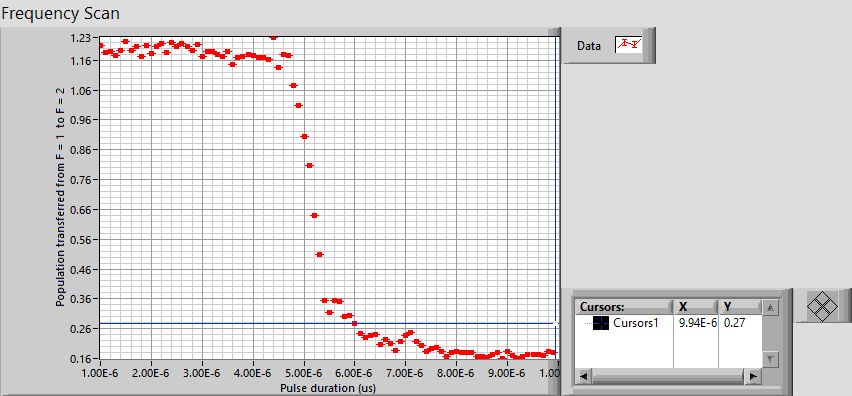 Frequency Scan
Population transferred from F = 1 to F = 2
1.23
1.16
1.06
0.96
0.86
0.76
0.66
0.56
0.46
0.36
0.26
0.16
1.00E-6 2.00E-6 3.00E-6 4.00E-6 5.00E-6 6.00E-6 7.00E-6 8.00E-6 9.00E-6 1.00
Pulse duration (us)
Data
Cursors: X Y
Cursors1 9.94E-6 0.27